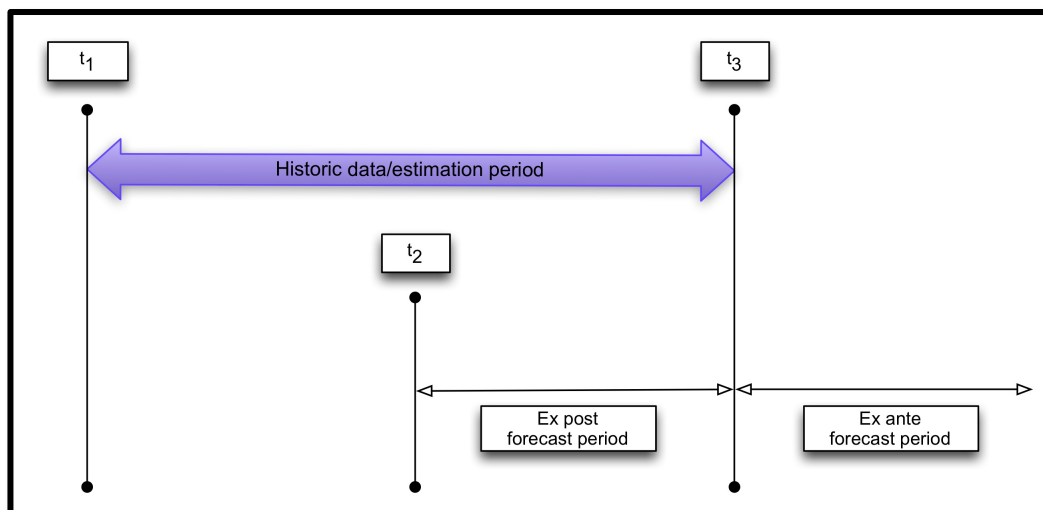 t1
t3
Historic data/estimation period
t2
Ex post
forecast period
Ex ante
forecast period